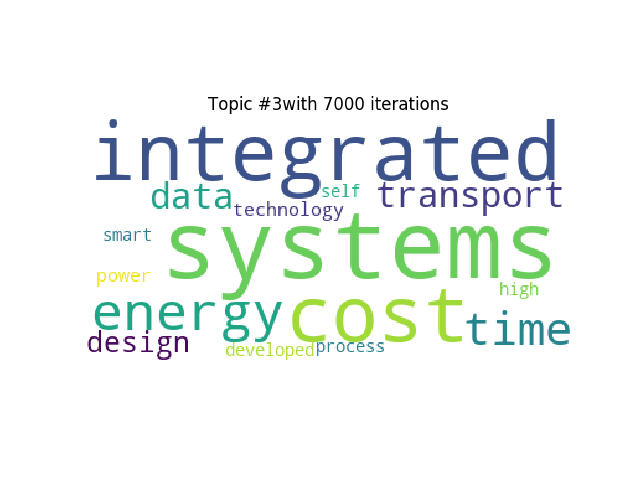 Topic #3with 7000 iterations
integrated
data
self
transport
technology
smart
systems
power
high
energy
cost
time
design
developed
process